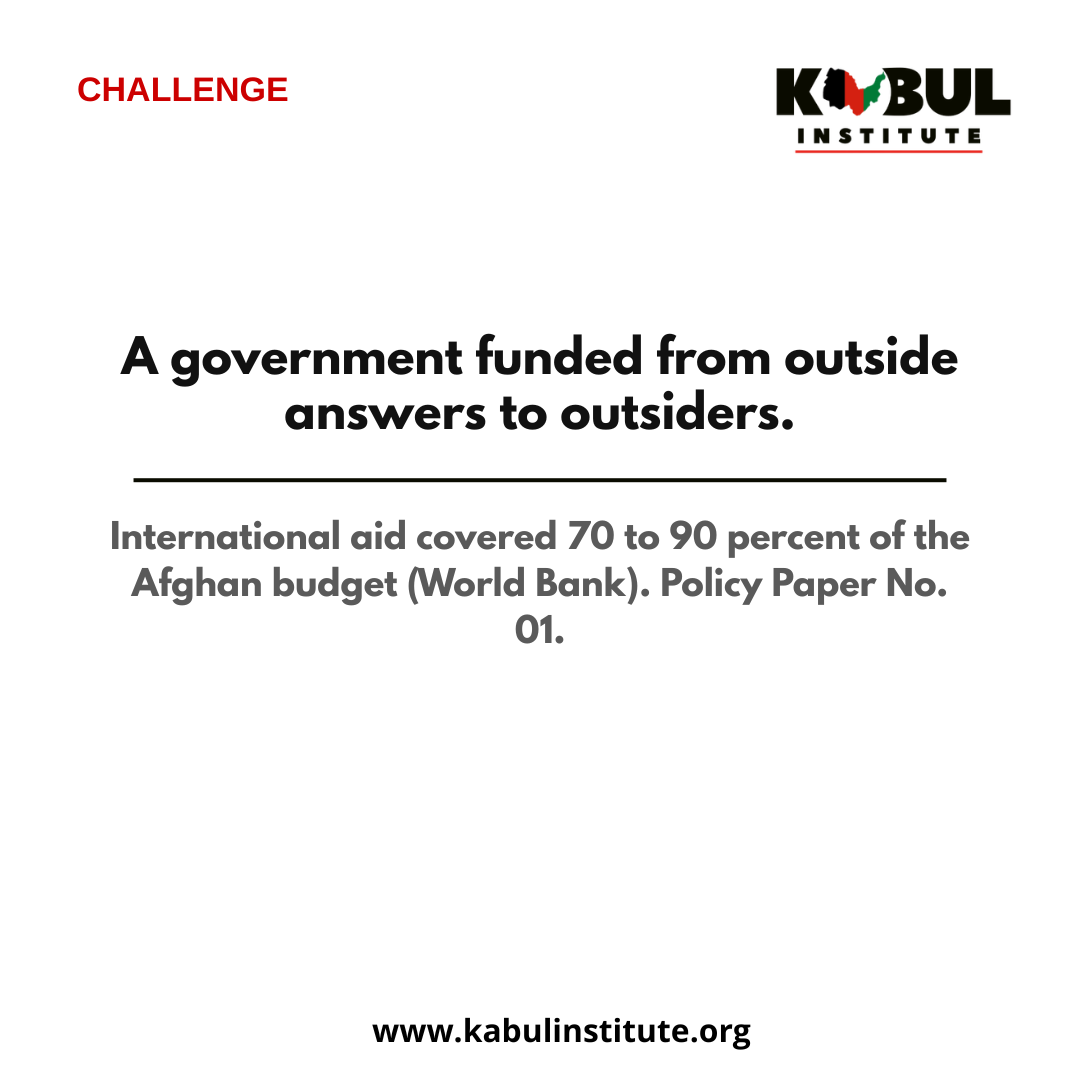 CHALLENGE
KABUL
INSTITUTE
A government funded from outside
answers to outsiders.
International aid covered 70 to 90 percent of the
Afghan budget (World Bank). Policy Paper No.
01.
www.kabulinstitute.org